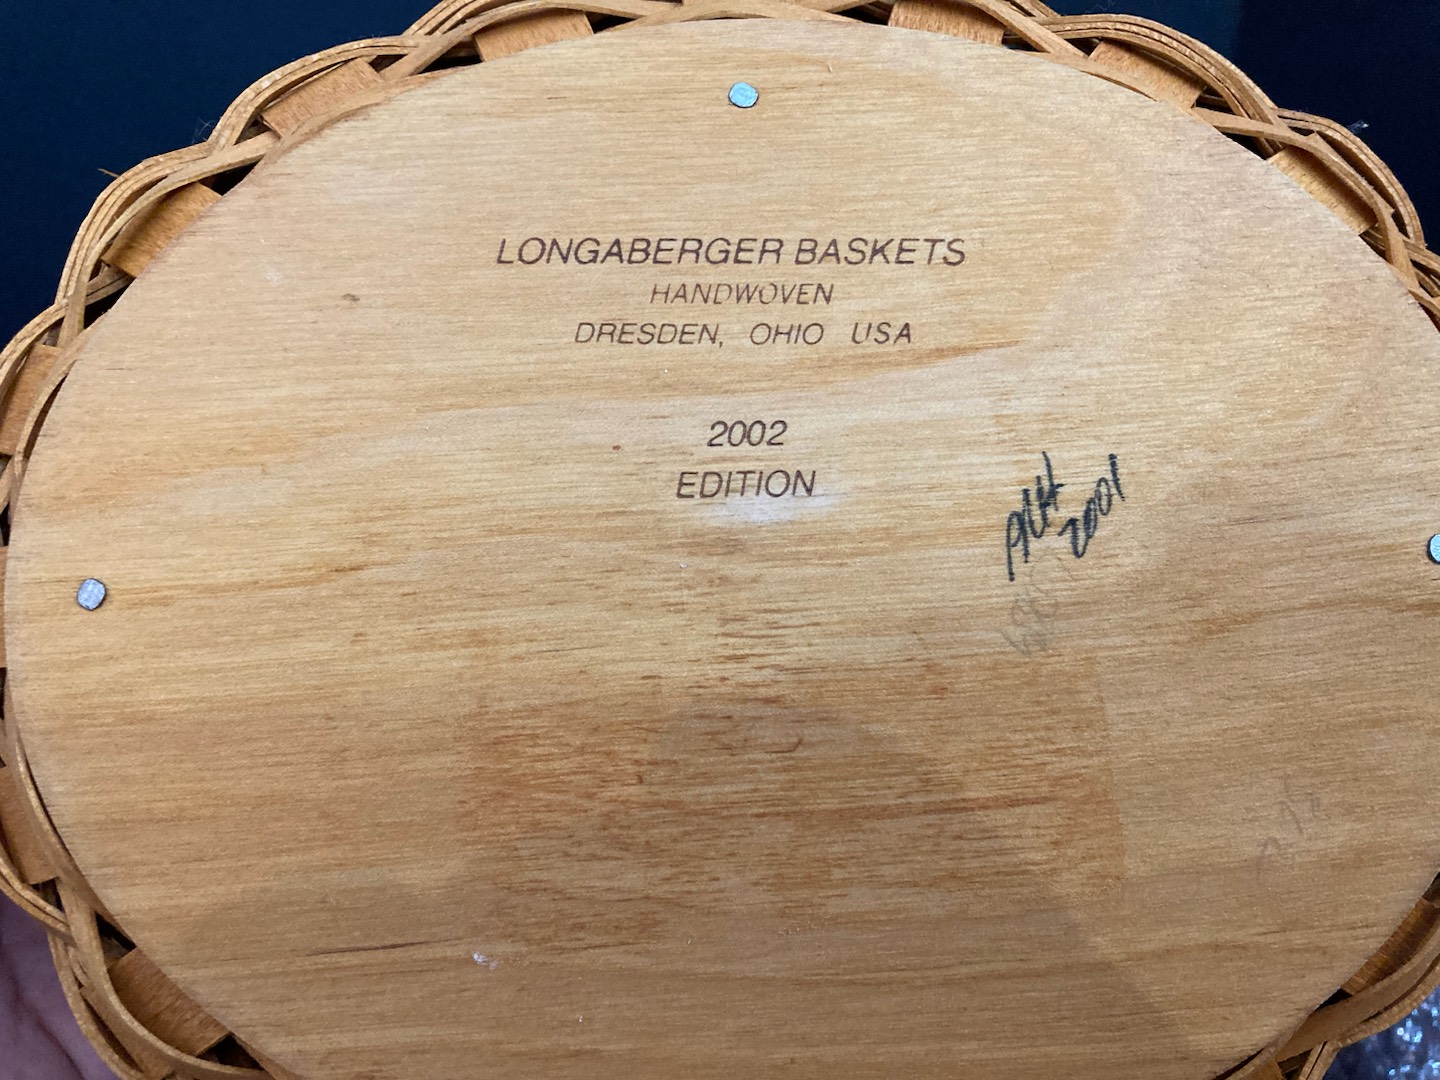 LONGABERGER BASKETS
HANDWOVEN
DRESDEN, OHIO USA
2002
EDITION
2001